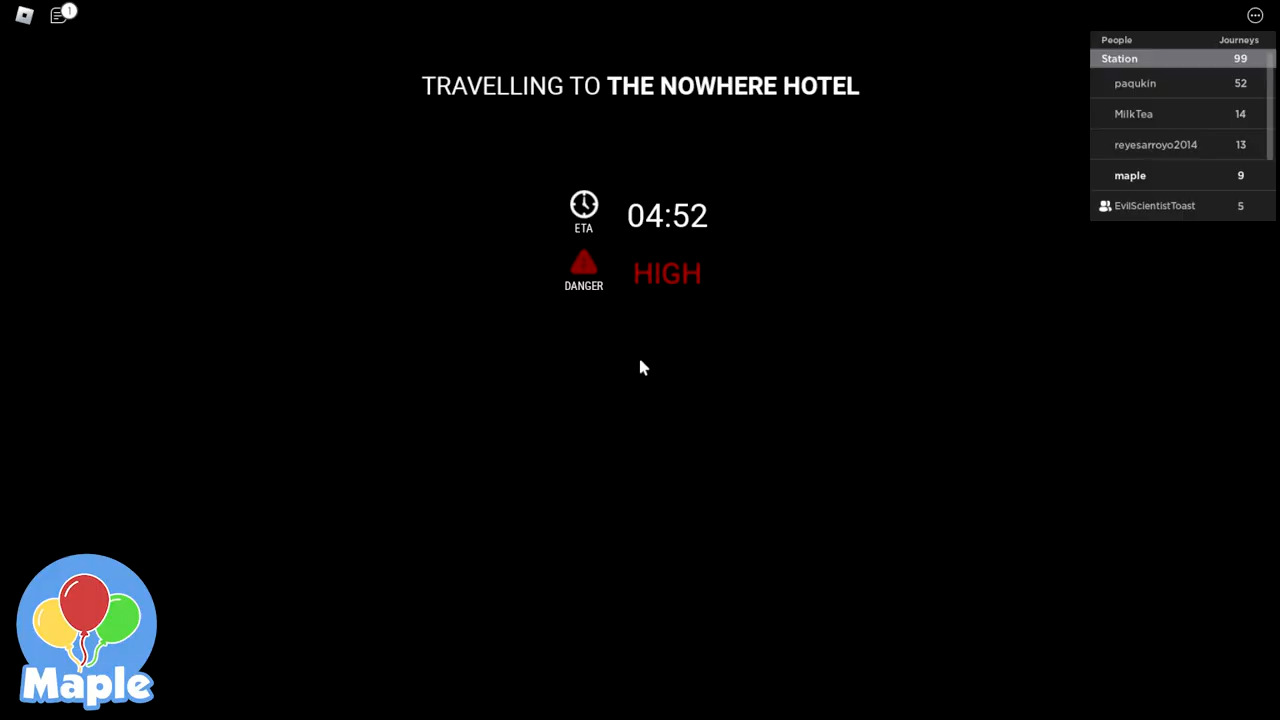 1
People Journeys
Station 99
paqukin 52
MilkTea 14
reyesarroyo2014 13
maple 9
EvilScientistToast 5
TRAVELLING TO THE NOWHERE HOTEL
ETA 04:52
DANGER HIGH
Maple